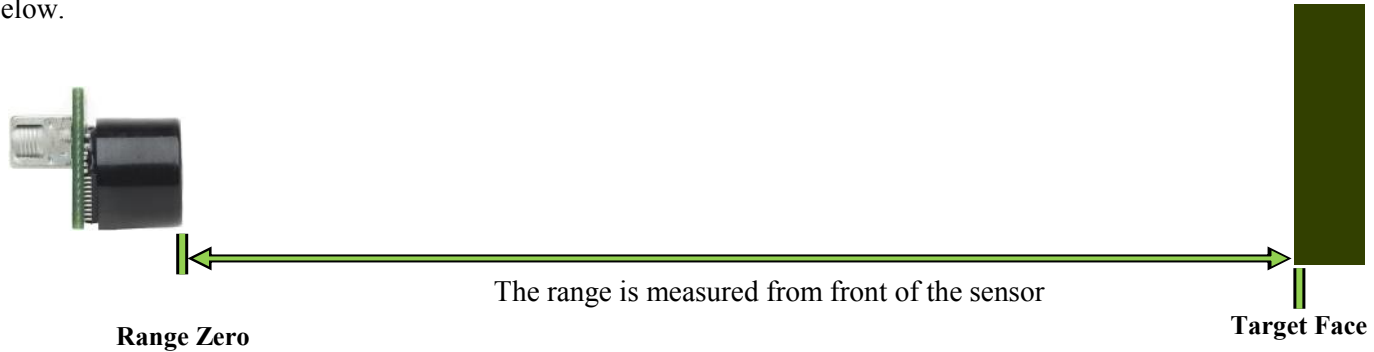 elow.
The range is measured from front of the sensor
Target Face
Range Zero